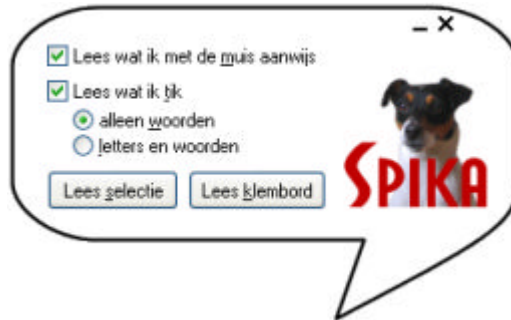 Lees wat ik met de muis aanwijs
Lees wat ik tik
alleen woorden
letters en woorden
Lees selectie Lees klembord
SPIKA